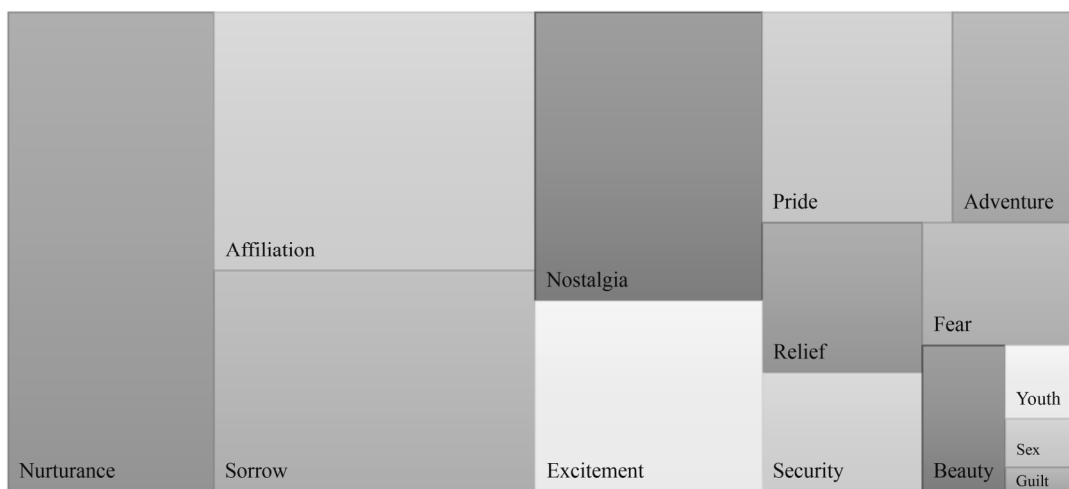 Nurturance
Affiliation
Sorrow
Nostalgia
Excitement
Pride
Adventure
Relief
Fear
Security
Beauty
Youth
Sex
Guilt